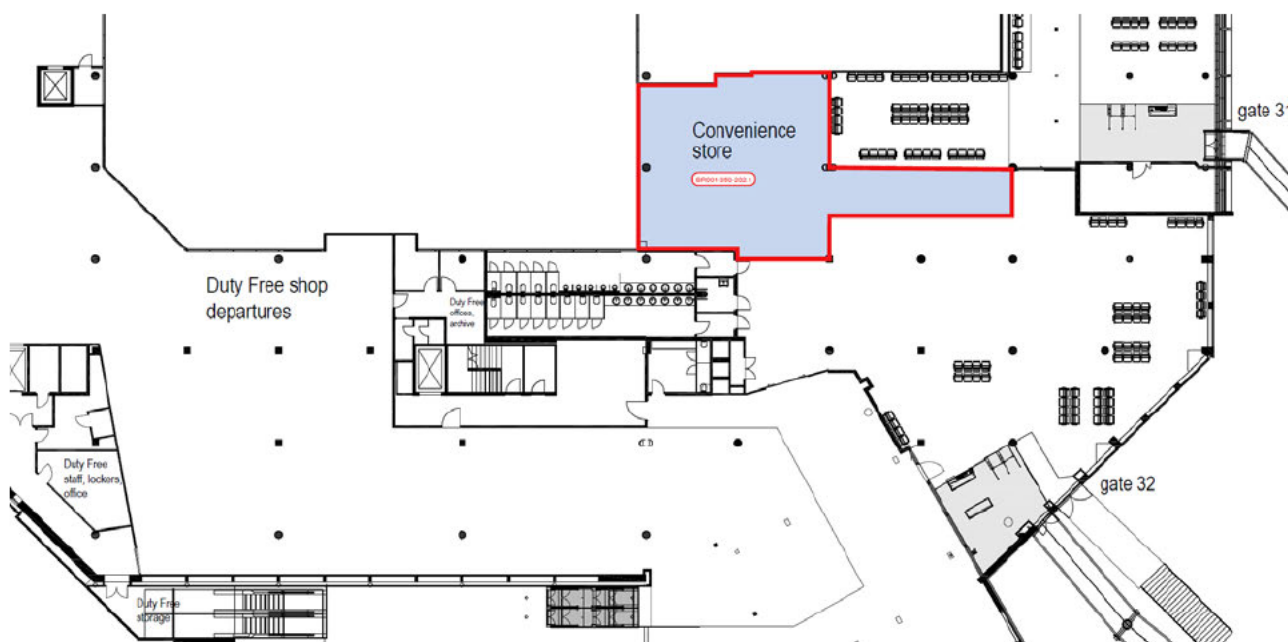 Convenience
store
gate 31
Duty Free shop
departures
Duty Free
offices,
archive
Duty Free
staff, lockers,
office
gate 32
Duty Free
storage